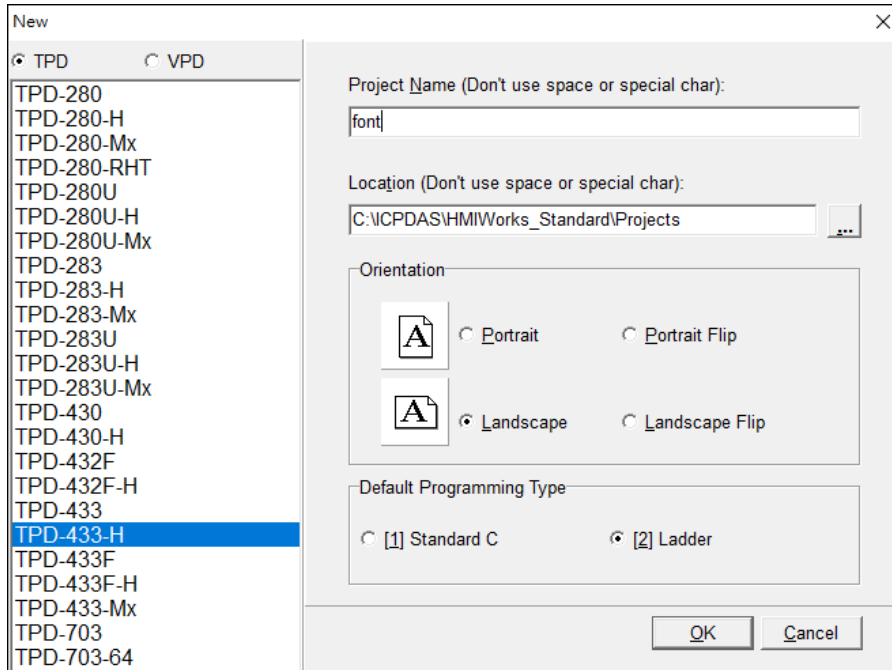 New
TPD VPD
TPD-280
TPD-280-H
TPD-280-Mx
TPD-280-RHT
TPD-280U
TPD-280U-H
TPD-280U-Mx
TPD-283
TPD-283-H
TPD-283-Mx
TPD-283U
TPD-283U-H
TPD-283U-Mx
TPD-430
TPD-430-H
TPD-432F
TPD-432F-H
TPD-433
TPD-433-H
TPD-433F
TPD-433F-H
TPD-433-Mx
TPD-703
TPD-703-64
Project Name (Don't use space or special char):
font
Location (Don't use space or special char):
C:\ICPDAS\HMIWorks_Standard\Projects
...
Orientation
A Portrait Portrait Flip
A Landscape Landscape Flip
Default Programming Type
[1] Standard C [2] Ladder
OK Cancel